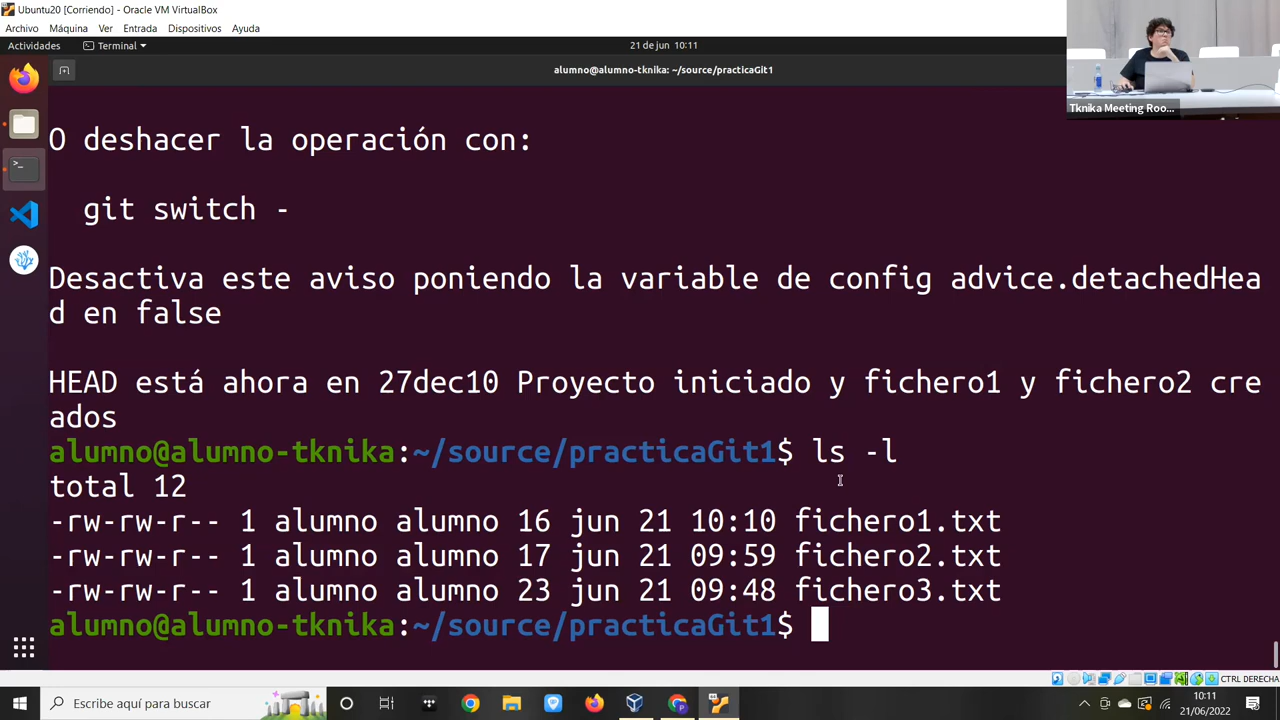 Ubuntu20 [Corriendo] - Oracle VM VirtualBox
Archivo Máquina Ver Entrada Dispositivos Ayuda
Actividades Terminal 21 de jun 10:11
alumno@alumno-tknika: ~/source/practicaGit1
Tknika Meeting Roo...
O deshacer la operación con:
git switch -
Desactiva este aviso poniendo la variable de config advice.detachedHea
d en false
HEAD está ahora en 27dec10 Proyecto iniciado y fichero1 y fichero2 cre
ados
alumno@alumno-tknika:~/source/practicaGit1$ ls -l
total 12
-rw-rw-r-- 1 alumno alumno 16 jun 21 10:10 fichero1.txt
-rw-rw-r-- 1 alumno alumno 17 jun 21 09:59 fichero2.txt
-rw-rw-r-- 1 alumno alumno 23 jun 21 09:48 fichero3.txt
alumno@alumno-tknika:~/source/practicaGit1$
CTRL DERECHA
Escribe aquí para buscar
10:11
21/06/2022